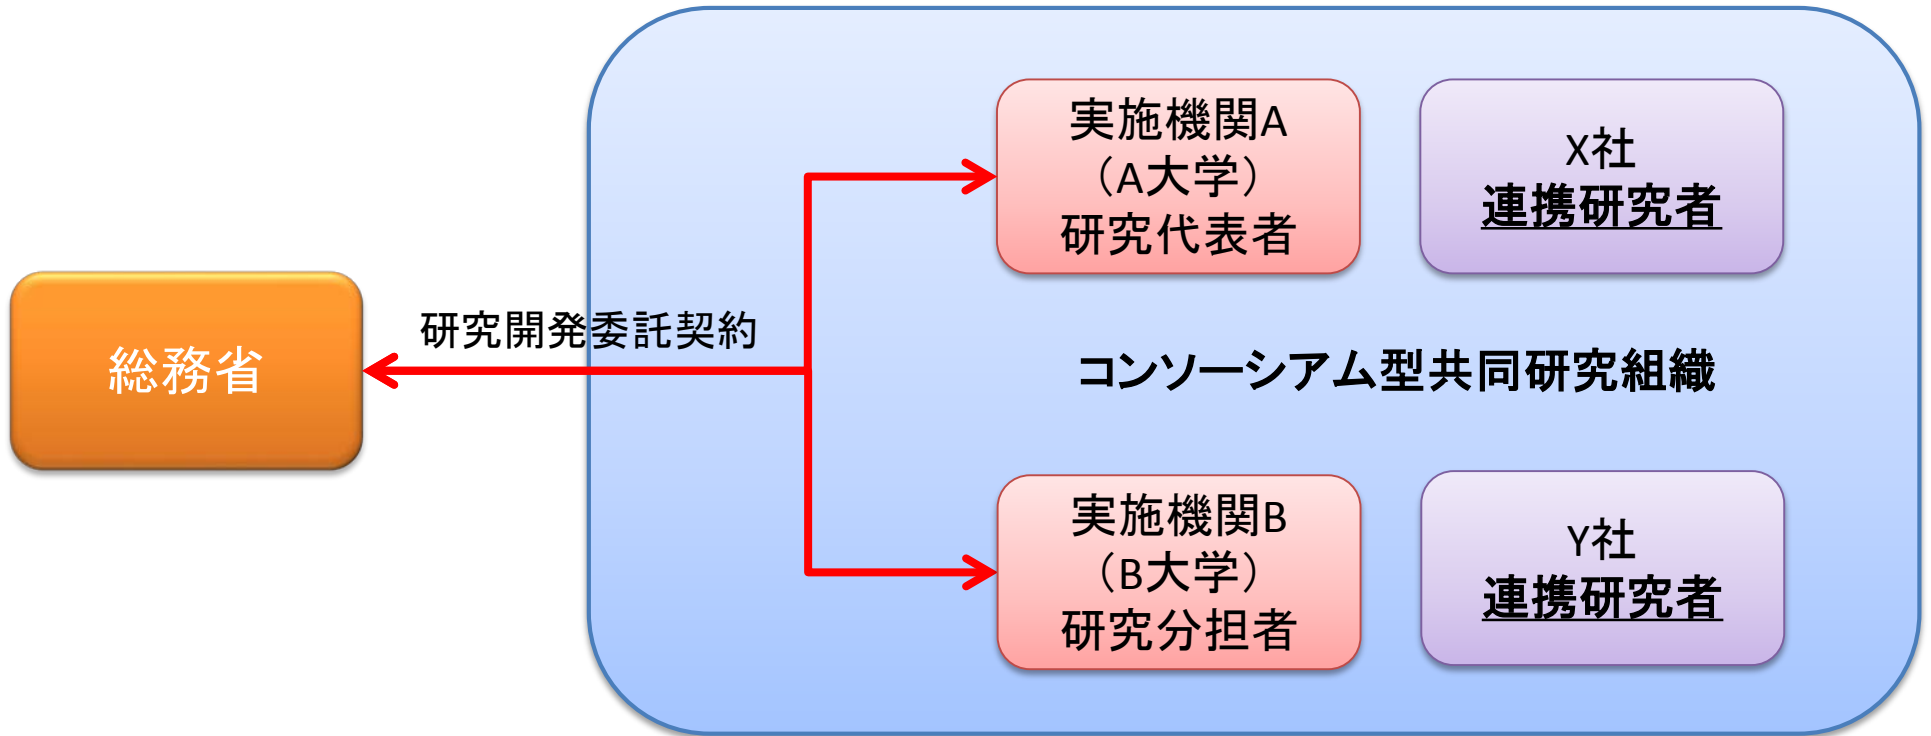 総務省
研究開発委託契約
実施機関A
（A大学）
研究代表者
X社
連携研究者
コンソーシアム型共同研究組織
実施機関B
（B大学）
研究分担者
Y社
連携研究者